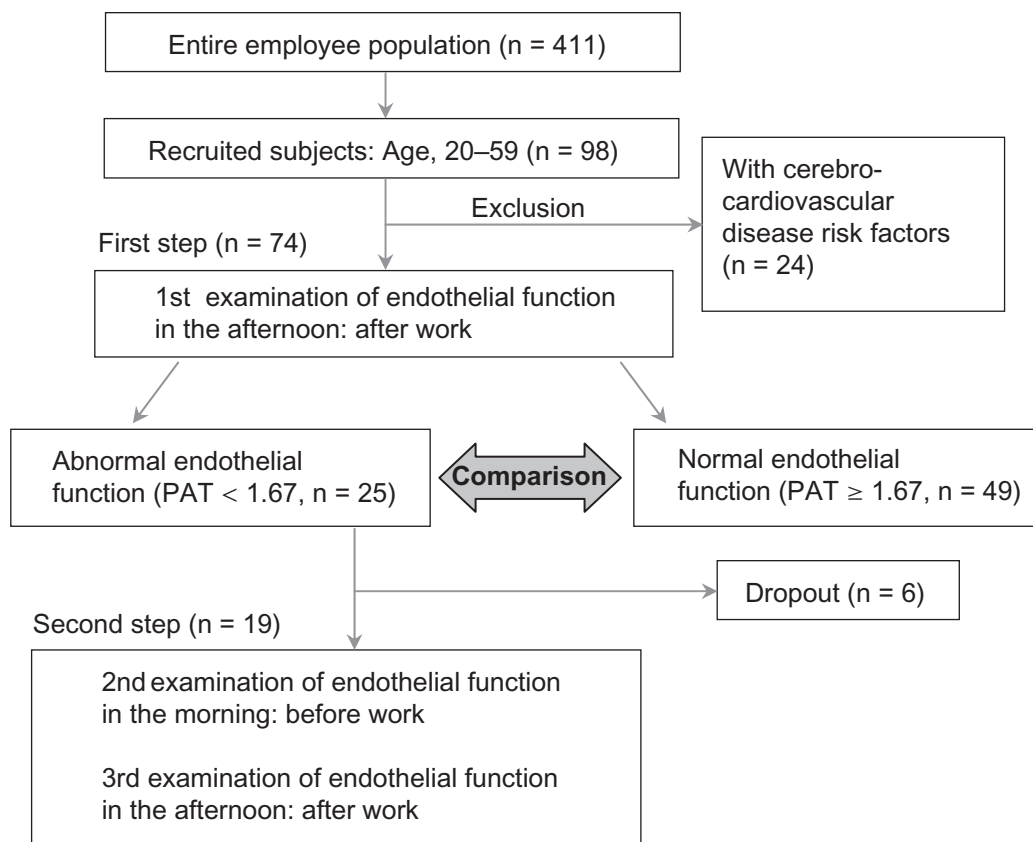 Entire employee population (n = 411)
Recruited subjects: Age, 20–59 (n = 98)
With cerebro-
cardiovascular
disease risk factors
(n = 24)
Exclusion
First step (n = 74)
1st examination of endothelial function
in the afternoon: after work
Abnormal endothelial
function (PAT < 1.67, n = 25)
Comparison
Normal endothelial
function (PAT ≥ 1.67, n = 49)
Dropout (n = 6)
Second step (n = 19)
2nd examination of endothelial function
in the morning: before work
3rd examination of endothelial function
in the afternoon: after work